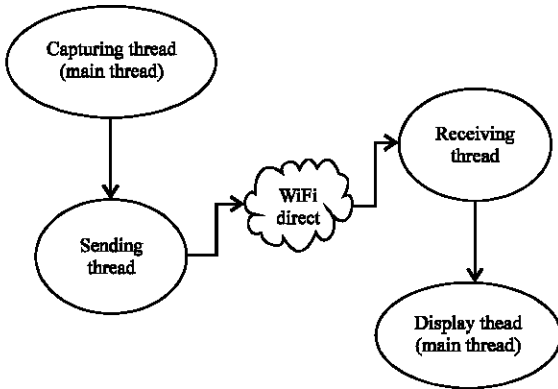 Capturing thread
(main thread)
Sending
thread
WiFi
direct
Receiving
thread
Display thead
(main thread)